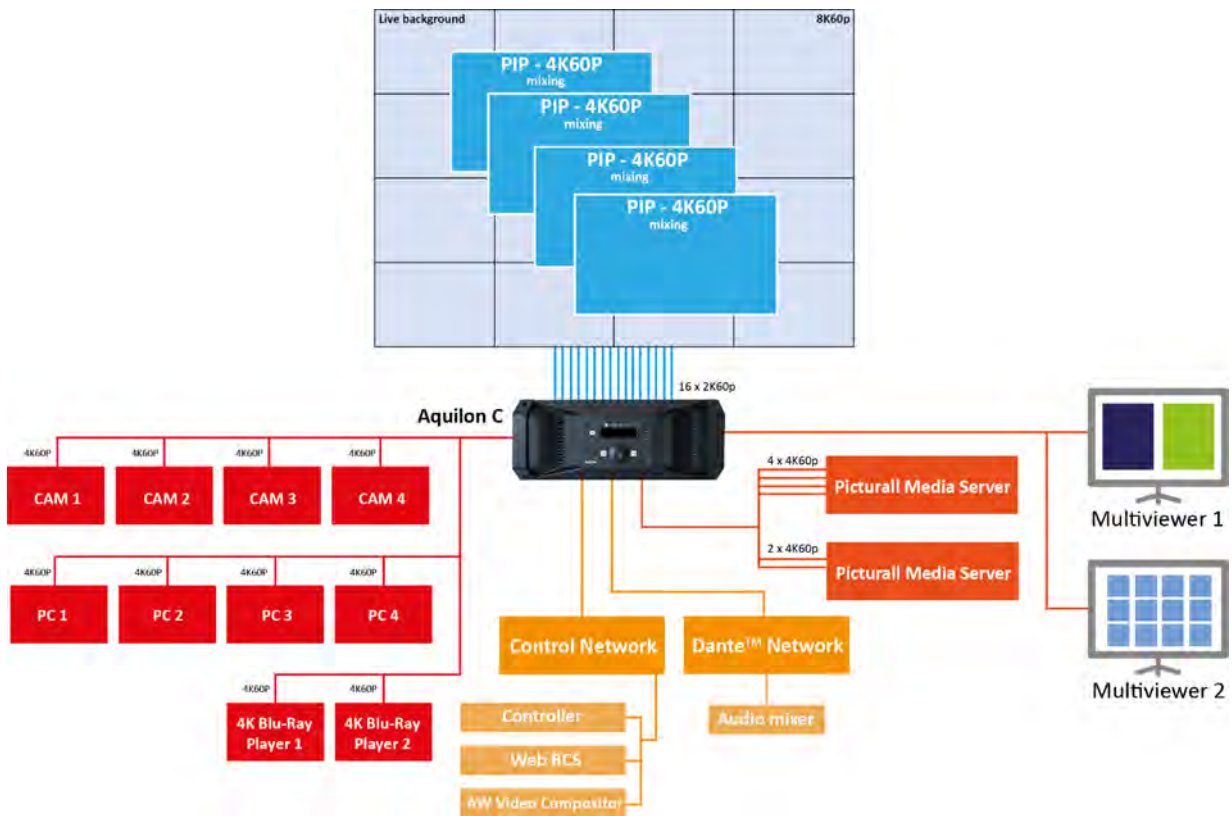 Live background
8K60p
PIP - 4K60P
mixing
PIP - 4K60P
mixing
PIP - 4K60P
mixing
PIP - 4K60P
mixing
16 x 2K60p
Aquilon C
4K60P
4K60P
4K60P
4K60P
CAM 1
CAM 2
CAM 3
CAM 4
4K60P
4K60P
4K60P
4K60P
PC 1
PC 2
PC 3
PC 4
4K60P
4K60P
4K Blu-Ray
Player 1
4K Blu-Ray
Player 2
4 x 4K60p
Picturall Media Server
2 x 4K60p
Picturall Media Server
Control Network
Controller
Web RCS
AW Video Compositor
Dante™ Network
Audio mixer
Multiviewer 1
Multiviewer 2